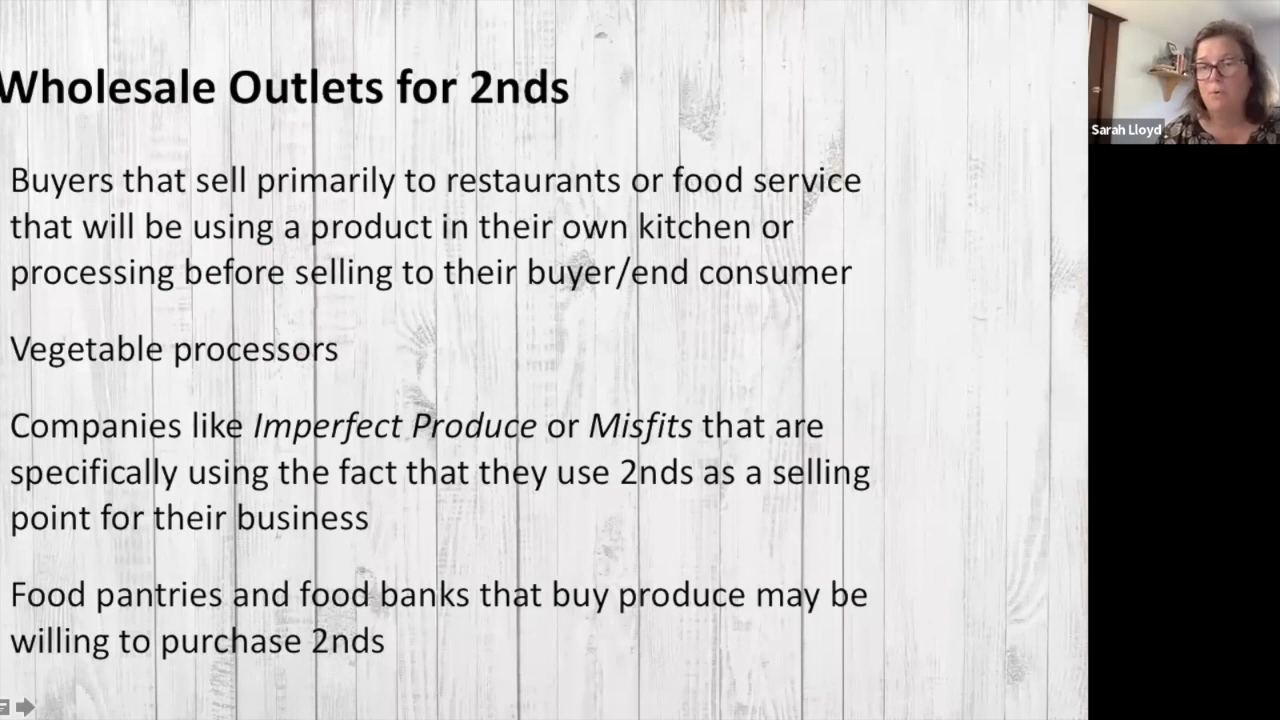 Wholesale Outlets for 2nds
Sarah Lloyd
Buyers that sell primarily to restaurants or food service
that will be using a product in their own kitchen or
processing before selling to their buyer/end consumer
Vegetable processors
Companies like Imperfect Produce or Misfits that are
specifically using the fact that they use 2nds as a selling
point for their business
Food pantries and food banks that buy produce may be
willing to purchase 2nds